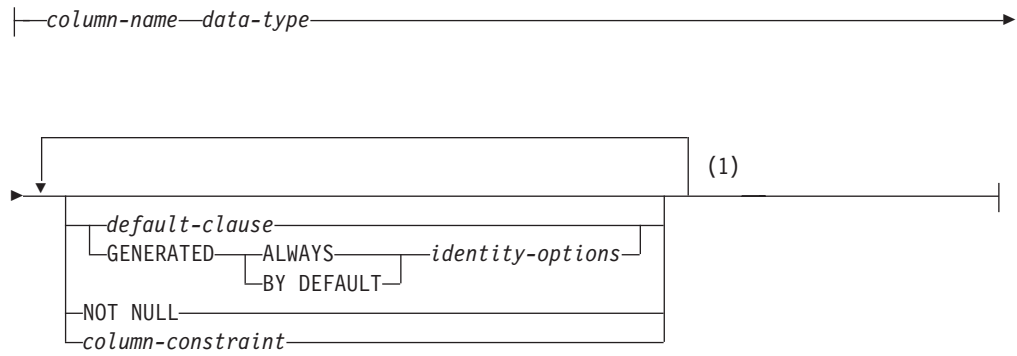 column-name data-type
(1)
default-clause
GENERATED ALWAYS identity-options
BY DEFAULT
NOT NULL
column-constraint